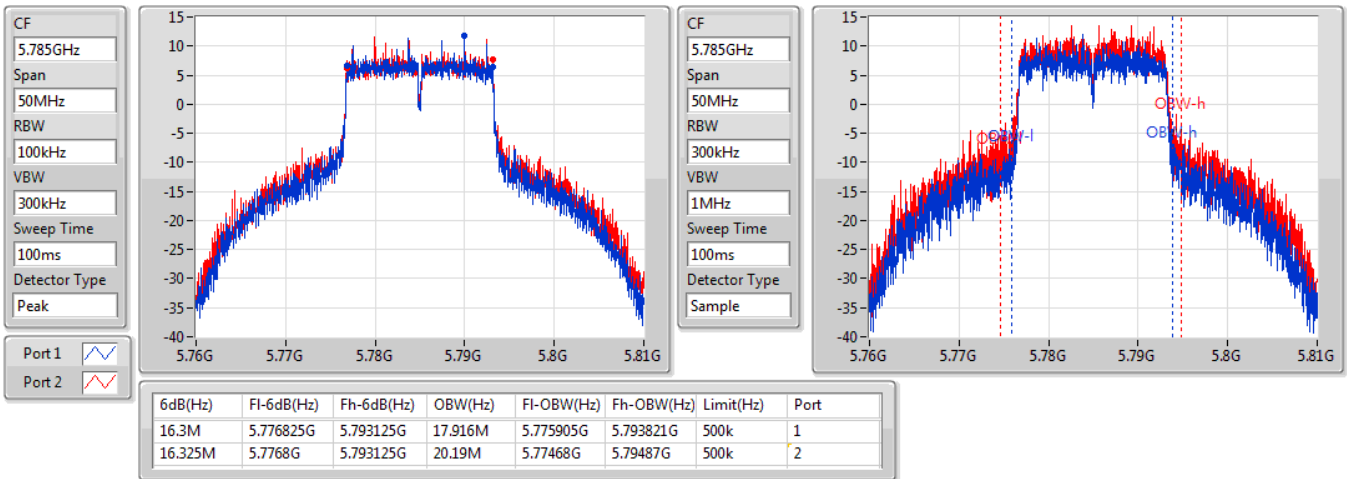 CF
5.785GHz
Span
50MHz
RBW
100kHz
VBW
300kHz
Sweep Time
100ms
Detector Type
Peak
15
10
5
0
-5
-10
-15
-20
-25
-30
-35
-40
5.76G 5.77G 5.78G 5.79G 5.8G 5.81G
Port 1
Port 2
CF
5.785GHz
Span
50MHz
RBW
300kHz
VBW
1MHz
Sweep Time
100ms
Detector Type
Sample
15
10
5
0
-5
-10
-15
-20
-25
-30
-35
-40
OBW-h
OBW-l
OBW-h
5.76G 5.77G 5.78G 5.79G 5.8G 5.81G
6dB(Hz) Fl-6dB(Hz) Fh-6dB(Hz) OBW(Hz) Fl-OBW(Hz) Fh-OBW(Hz) Limit(Hz) Port
16.3M 5.776825G 5.793125G 17.916M 5.775905G 5.793821G 500k 1
16.325M 5.7768G 5.793125G 20.19M 5.77468G 5.79487G 500k 2